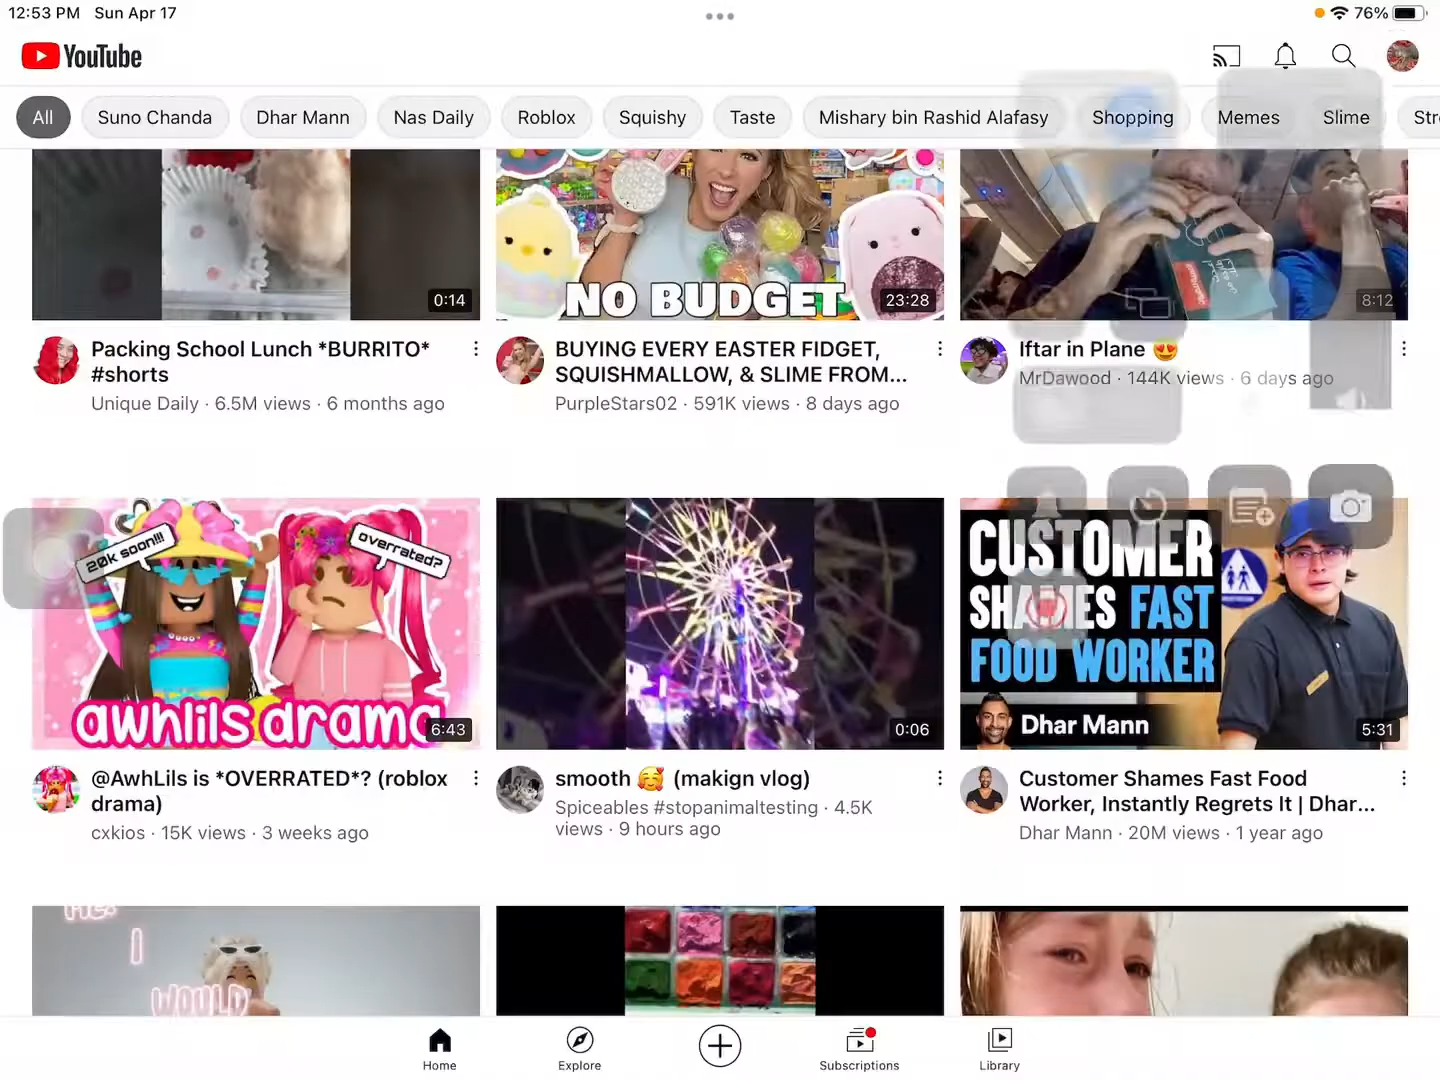 12:53 PM Sun Apr 17
76%
YouTube
All
Suno Chanda
Dhar Mann
Nas Daily
Roblox
Squishy
Taste
Mishary bin Rashid Alafasy
Shopping
Memes
Slime
Str
0:14
NO BUDGET
23:28
8:12
Packing School Lunch *BURRITO*
#shorts
Unique Daily · 6.5M views · 6 months ago
BUYING EVERY EASTER FIDGET,
SQUISHMALLOW, & SLIME FROM...
PurpleStars02 · 591K views · 8 days ago
Iftar in Plane 😍
MrDawood · 144K views · 6 days ago
20k soon!!!
overrated?
awhlils drama
6:43
0:06
CUSTOMER
SHAMES FAST
FOOD WORKER
Dhar Mann
5:31
@AwhLils is *OVERRATED*? (roblox
drama)
cxkios · 15K views · 3 weeks ago
smooth 🥰 (makign vlog)
Spiceables #stopanimaltesting · 4.5K
views · 9 hours ago
Customer Shames Fast Food
Worker, Instantly Regrets It | Dhar...
Dhar Mann · 20M views · 1 year ago
I
WOULD
Home
Explore
Subscriptions
Library